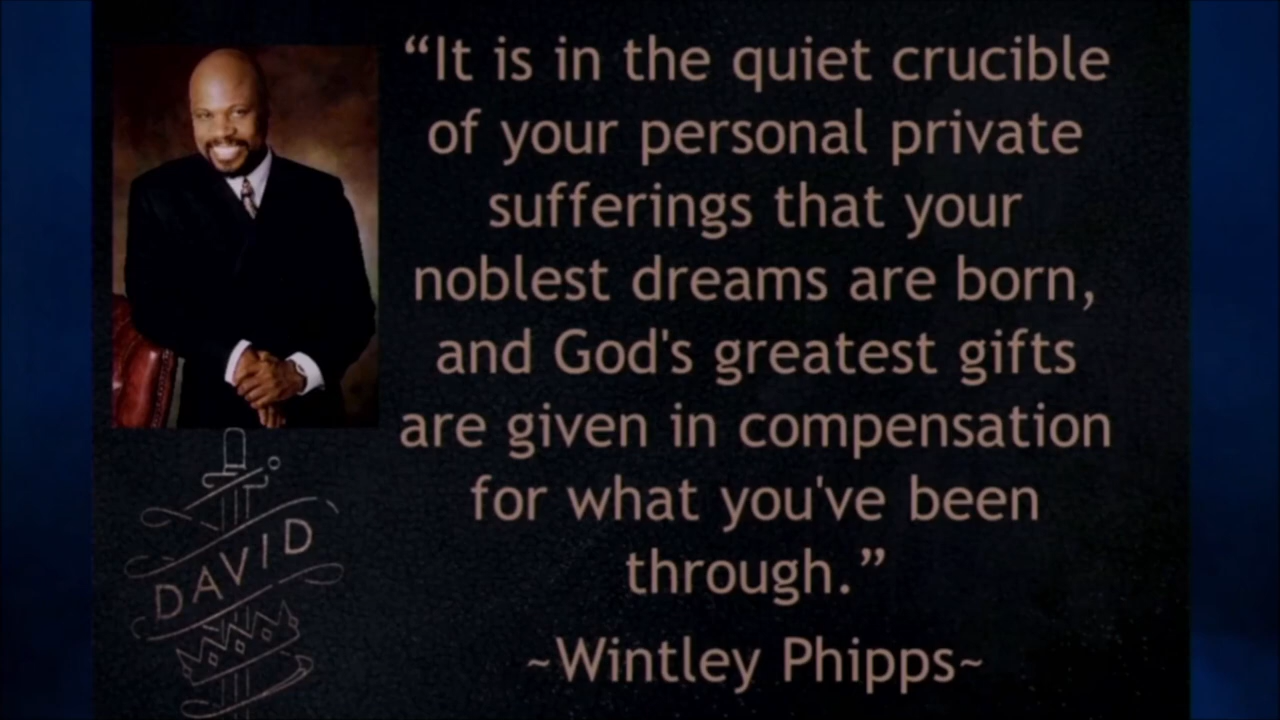 “It is in the quiet crucible
of your personal private
sufferings that your
noblest dreams are born,
and God's greatest gifts
are given in compensation
for what you've been
through.”
~Wintley Phipps~
DAVID